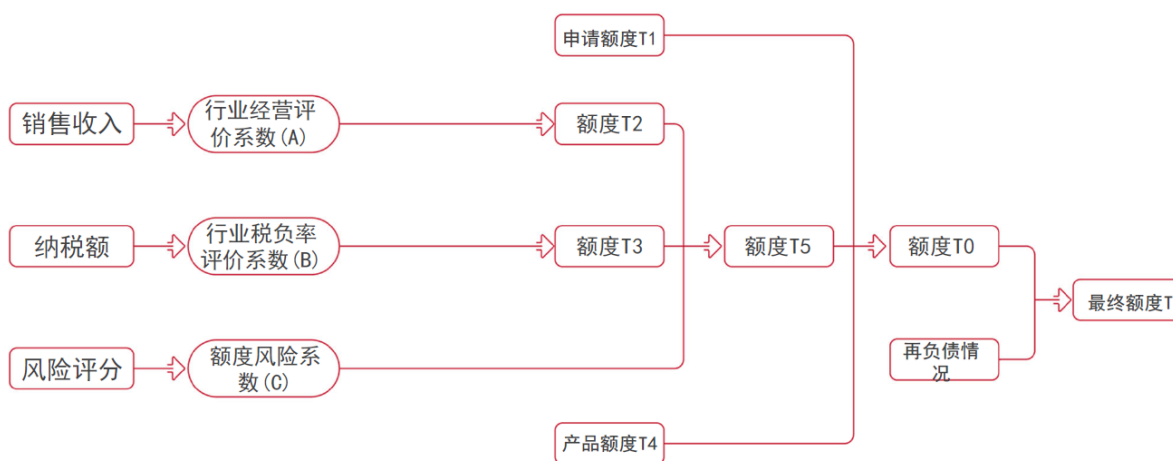 申请额度T1
销售收入
行业经营评
价系数(A)
额度T2
纳税额
行业税负率
评价系数(B)
额度T3
额度T5
额度T0
最终额度T
风险评分
额度风险系
数(C)
再负债情
况
产品额度T4